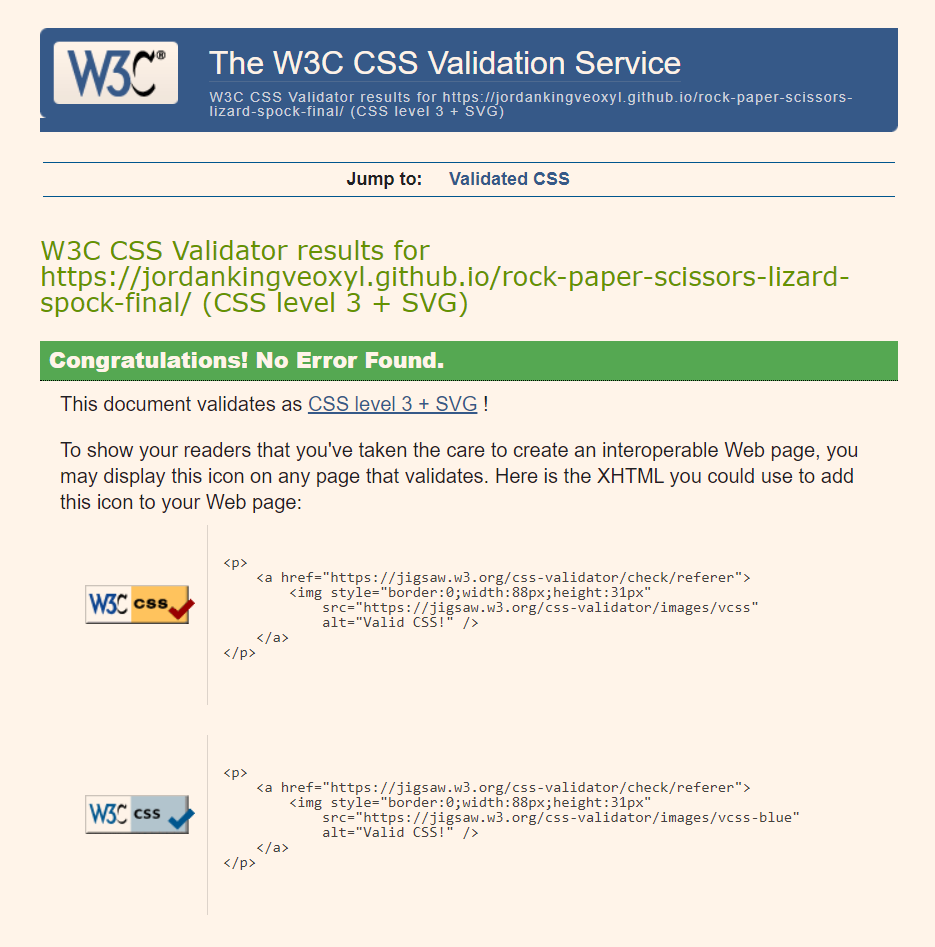 W3C®
The W3C CSS Validation Service
W3C CSS Validator results for https://jordankingveoxyl.github.io/rock-paper-scissors-
lizard-spock-final/ (CSS level 3 + SVG)
Jump to: Validated CSS
W3C CSS Validator results for
https://jordankingveoxyl.github.io/rock-paper-scissors-lizard-
spock-final/ (CSS level 3 + SVG)
Congratulations! No Error Found.
This document validates as CSS level 3 + SVG !
To show your readers that you've taken the care to create an interoperable Web page, you
may display this icon on any page that validates. Here is the XHTML you could use to add
this icon to your Web page:
W3C css
<p>
    <a href="https://jigsaw.w3.org/css-validator/check/referer">
        <img style="border:0;width:88px;height:31px"
            src="https://jigsaw.w3.org/css-validator/images/vcss"
            alt="Valid CSS!" />
    </a>
</p>
W3C css
<p>
    <a href="https://jigsaw.w3.org/css-validator/check/referer">
        <img style="border:0;width:88px;height:31px"
            src="https://jigsaw.w3.org/css-validator/images/vcss-blue"
            alt="Valid CSS!" />
    </a>
</p>